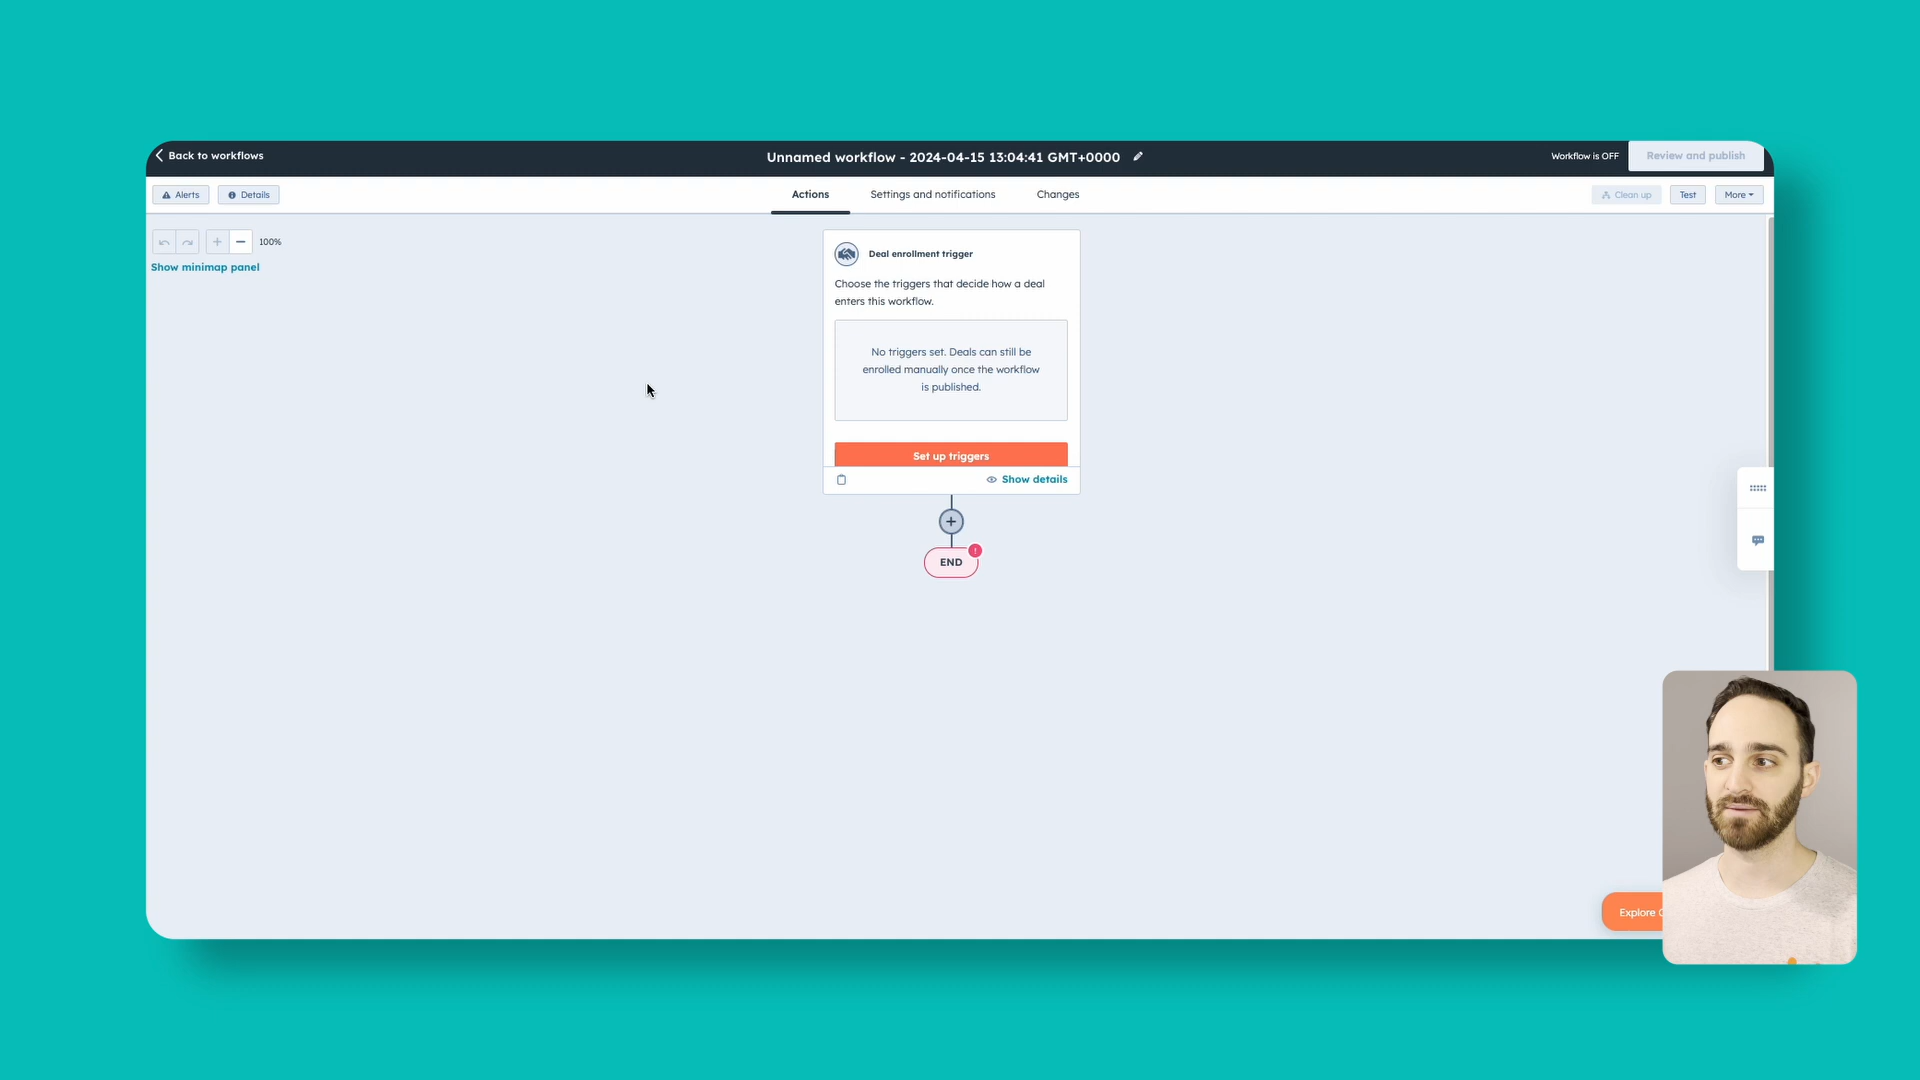 Back to workflows
Unnamed workflow - 2024-04-15 13:04:41 GMT+0000
Workflow is OFF
Review and publish
Alerts
Details
Actions
Settings and notifications
Changes
Clean up
Test
More
100%
Show minimap panel
Deal enrollment trigger
Choose the triggers that decide how a deal
enters this workflow.
No triggers set. Deals can still be
enrolled manually once the workflow
is published.
Set up triggers
Show details
END
!
Explore